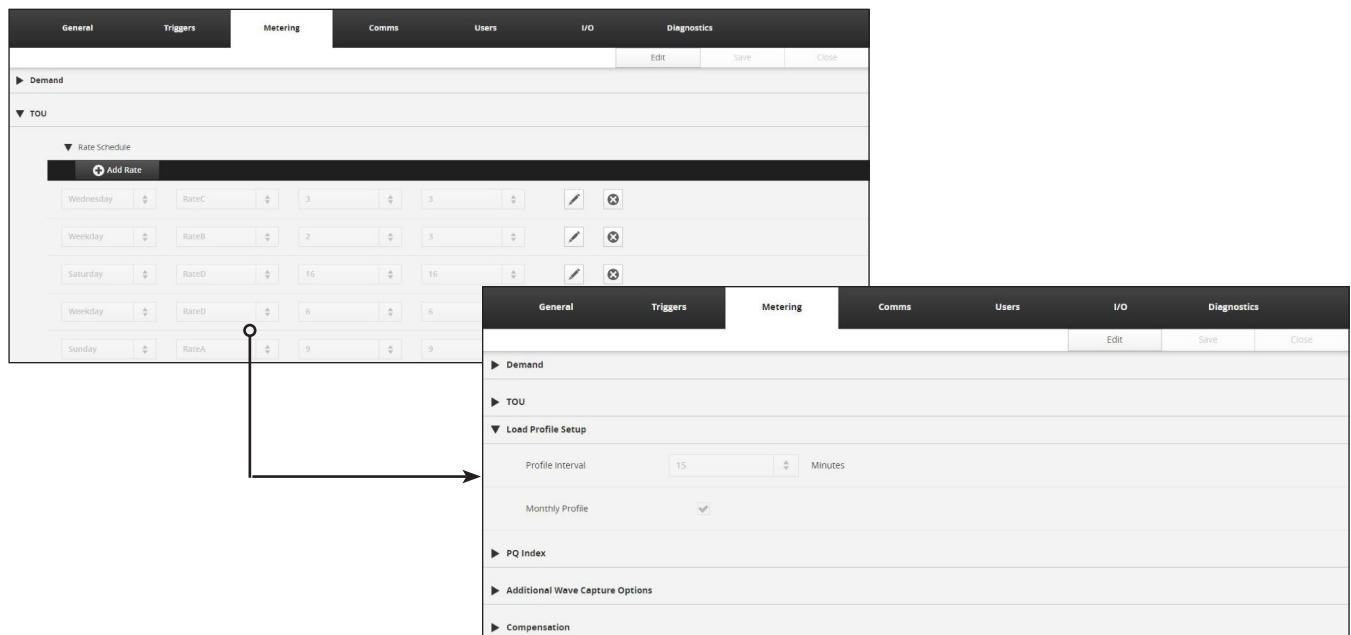 General Triggers Metering Comms Users I/O Diagnostics
Edit Save Close
Demand
TOU
Rate Schedule
Add Rate
Wednesday RateC 3 3
Weekday RateB 2 3
Saturday RateD 16 16
Weekday RateD 6 6
Sunday RateA 9 9
General Triggers Metering Comms Users I/O Diagnostics
Edit Save Close
Demand
TOU
Load Profile Setup
Profile Interval 15 Minutes
Monthly Profile
PQ Index
Additional Wave Capture Options
Compensation